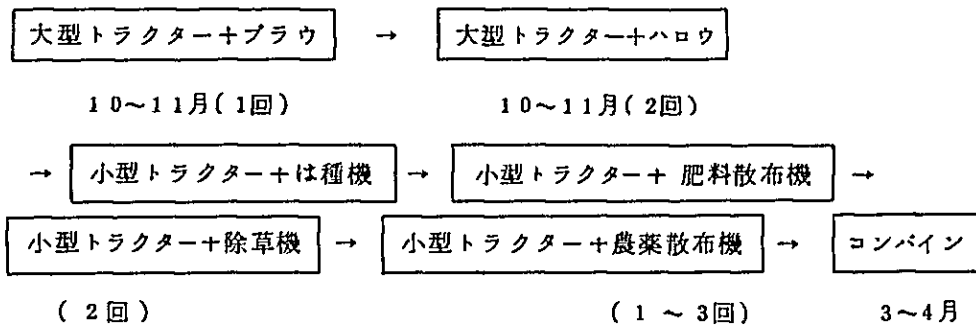 大型トラクター+プラウ → 大型トラクター+ハロウ
10～11月(1回) 10～11月(2回)
→ 小型トラクター+は種機 → 小型トラクター+ 肥料散布機 →
小型トラクター+除草機 → 小型トラクター+農薬散布機 → コンバイン
(2回) (1～3回) 3～4月